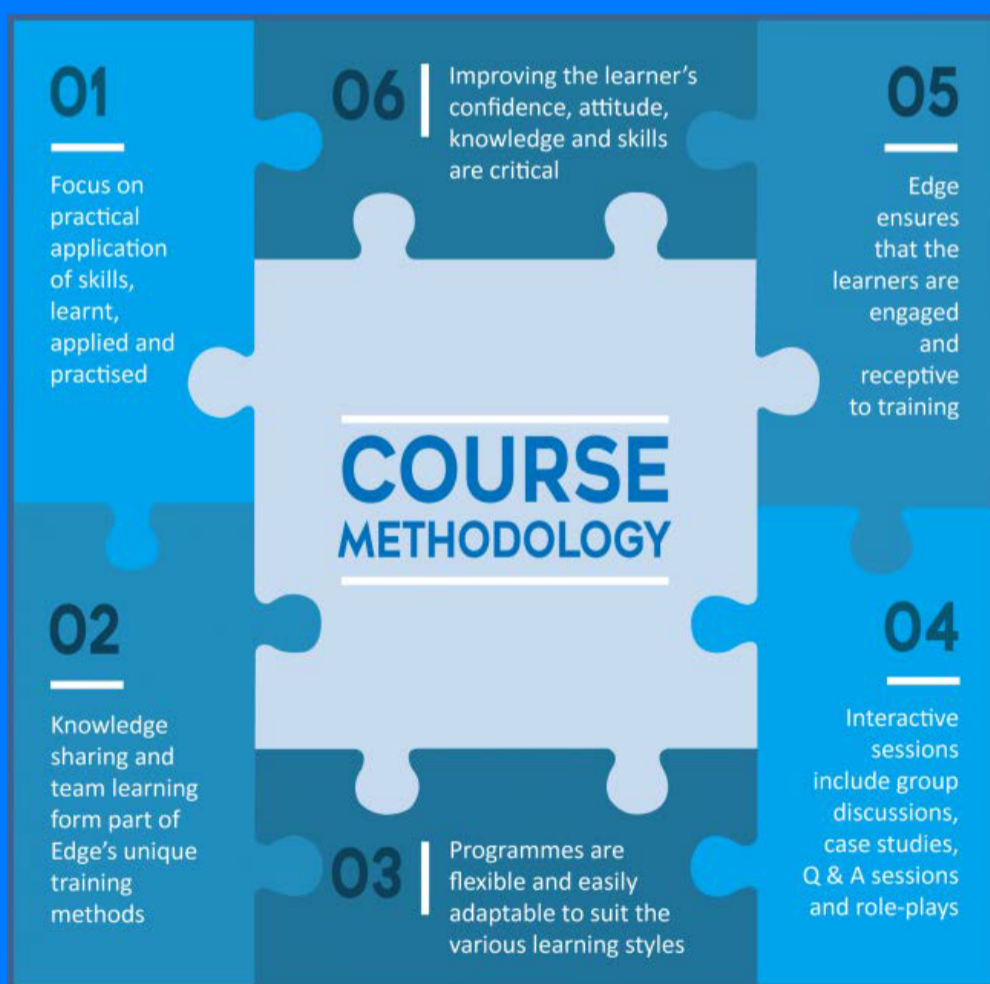 COURSE
METHODOLOGY
01
Focus on
practical
application
of skills,
learnt,
applied and
practised
02
Knowledge
sharing and
team learning
form part of
Edge's unique
training
methods
03
Programmes are
flexible and easily
adaptable to suit the
various learning styles
04
Interactive
sessions
include group
discussions,
case studies,
Q & A sessions
and role-plays
05
Edge
ensures
that the
learners are
engaged
and
receptive
to training
06
Improving the learner's
confidence, attitude,
knowledge and skills
are critical